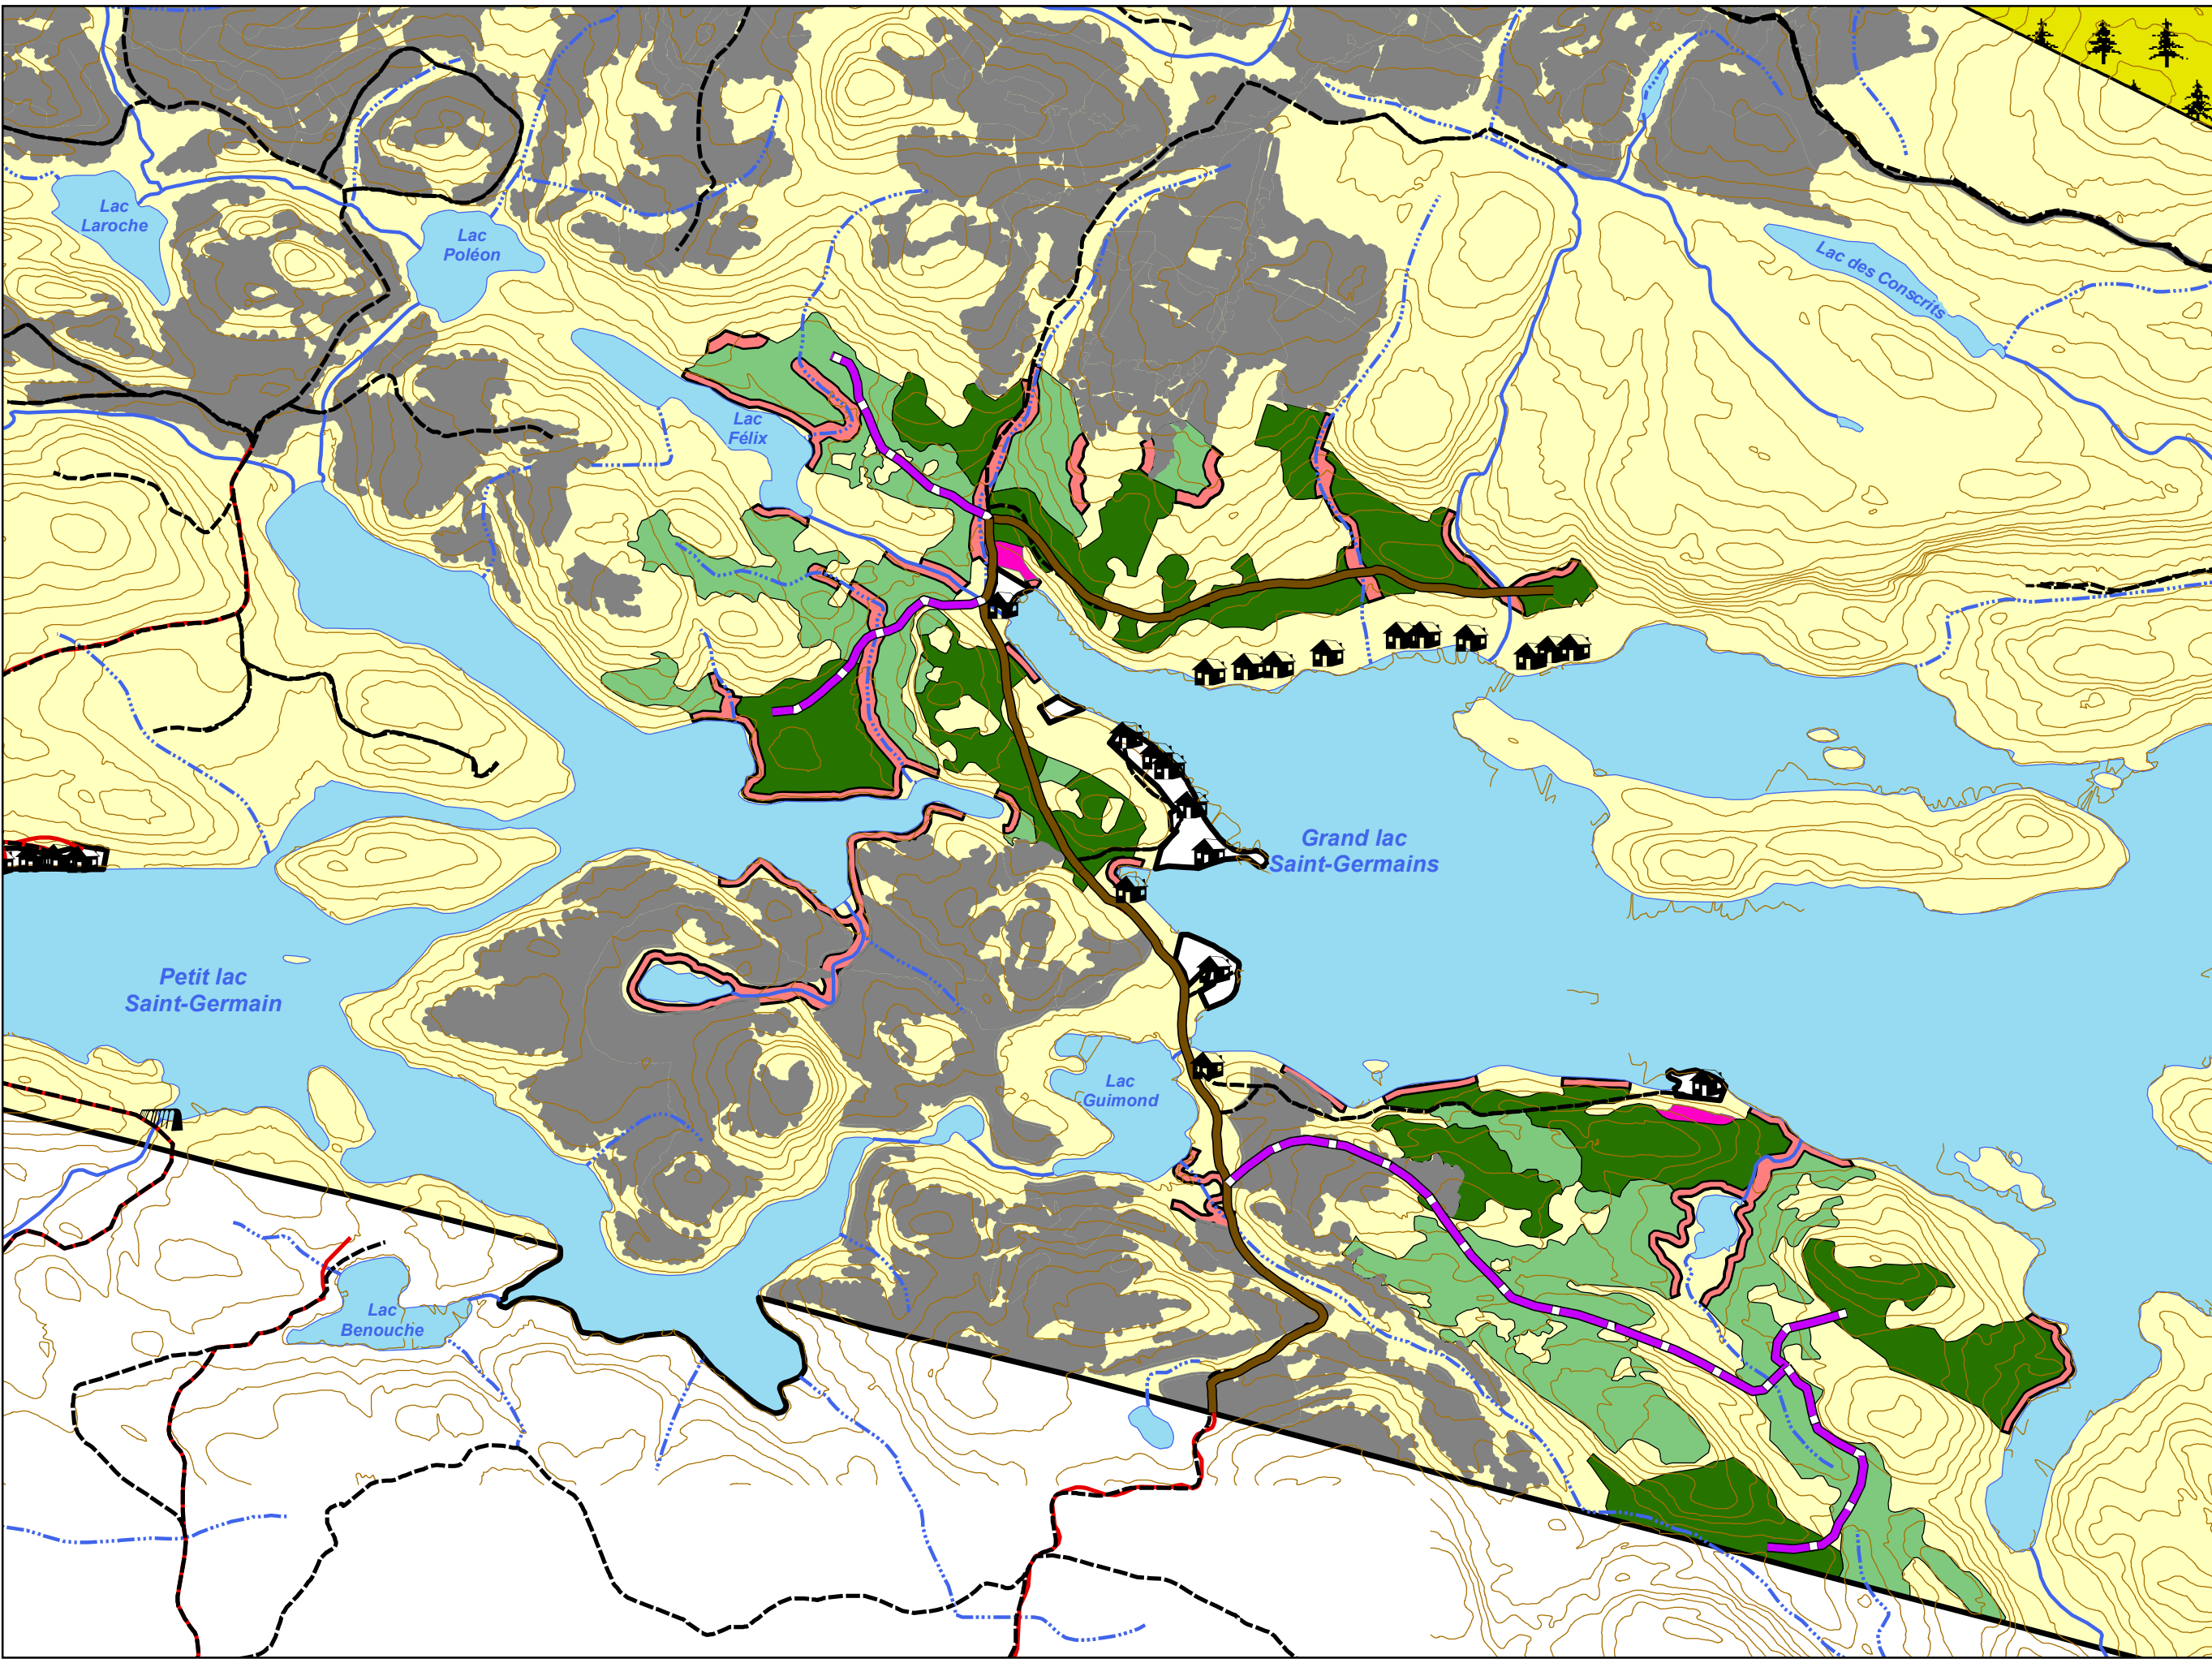 Lac
Laroche
Lac
Poléon
Lac des Conscrits
Lac
Félix
Grand lac
Saint-Germains
Petit lac
Saint-Germain
Lac
Guimond
Lac
Benouche